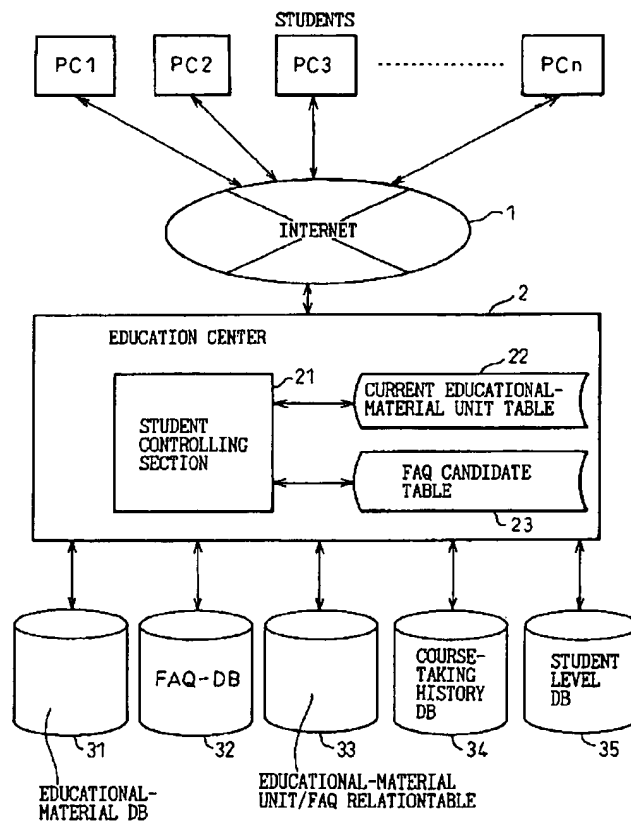 STUDENTS
PC1 PC2 PC3 PCn
INTERNET
1
2
EDUCATION CENTER
21
22
STUDENT
CONTROLLING
SECTION
CURRENT EDUCATIONAL-
MATERIAL UNIT TABLE
FAQ CANDIDATE
TABLE
23
FAQ-DB
COURSE-
TAKING
HISTORY
DB
STUDENT
LEVEL
DB
31
32
33
34
35
EDUCATIONAL-
MATERIAL DB
EDUCATIONAL-MATERIAL
UNIT/FAQ RELATIONTABLE